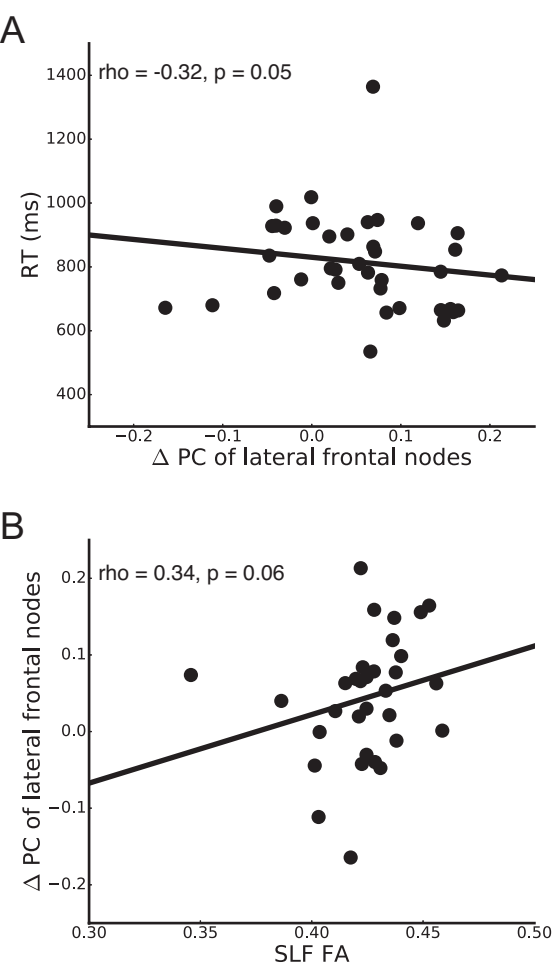 A
rho = -0.32, p = 0.05
1400
1200
1000
800
600
400
RT (ms)
−0.2 −0.1 0.0 0.1 0.2
Δ PC of lateral frontal nodes
B
rho = 0.34, p = 0.06
0.2
0.1
0.0
−0.1
−0.2
Δ PC of lateral frontal nodes
0.30 0.35 0.40 0.45 0.50
SLF FA